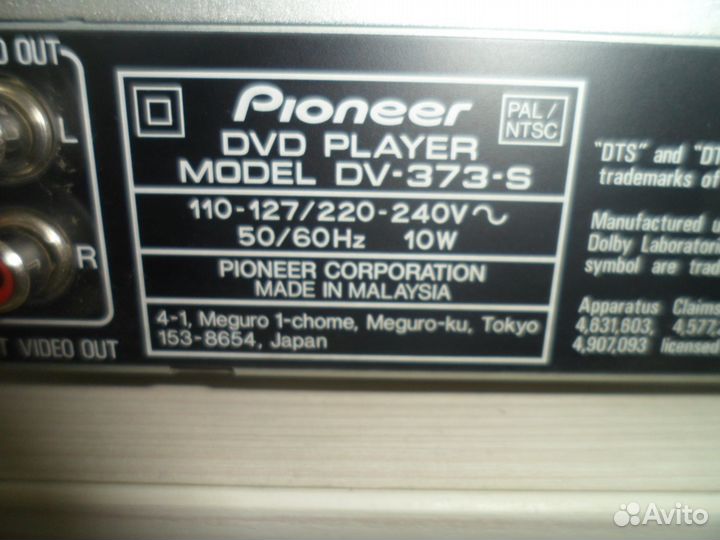 O OUT
L
R
T VIDEO OUT
Pioneer
PAL/
NTSC
DVD PLAYER
MODEL DV-373-S
110-127/220-240V~
50/60Hz 10W
PIONEER CORPORATION
MADE IN MALAYSIA
4-1, Meguro 1-chome, Meguro-ku, Tokyo
153-8654, Japan
"DTS" and "DT
trademarks of
Manufactured u
Dolby Laborator
symbol are trad
Apparatus Claims
4,631,603, 4,577,
4,907,093 licensed
Avito